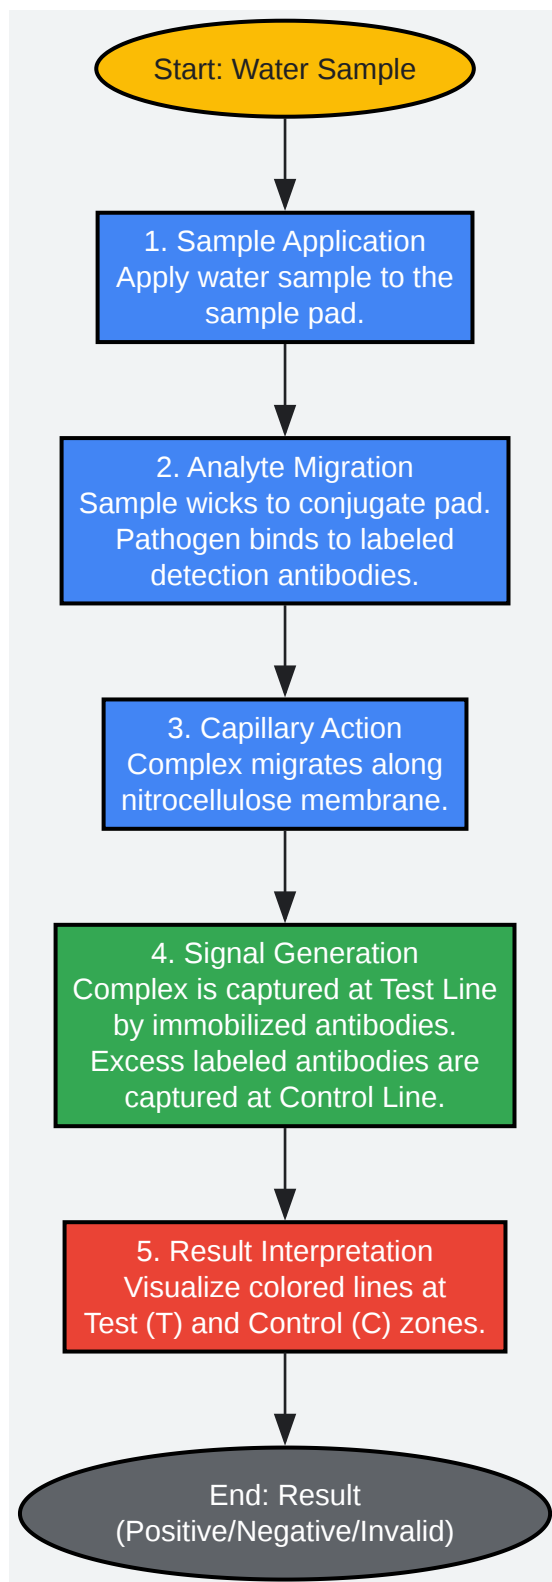 Start: Water Sample
1. Sample Application
Apply water sample to the
sample pad.
2. Analyte Migration
Sample wicks to conjugate pad.
Pathogen binds to labeled
detection antibodies.
3. Capillary Action
Complex migrates along
nitrocellulose membrane.
4. Signal Generation
Complex is captured at Test Line
by immobilized antibodies.
Excess labeled antibodies are
captured at Control Line.
5. Result Interpretation
Visualize colored lines at
Test (T) and Control (C) zones.
End: Result
(Positive/Negative/Invalid)